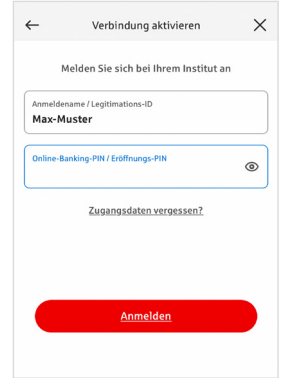 Verbindung aktivieren
Melden Sie sich bei Ihrem Institut an
Anmeldename / Legitimations-ID
Max-Muster
Online-Banking-PIN / Eröffnungs-PIN
Zugangsdaten vergessen?
Anmelden